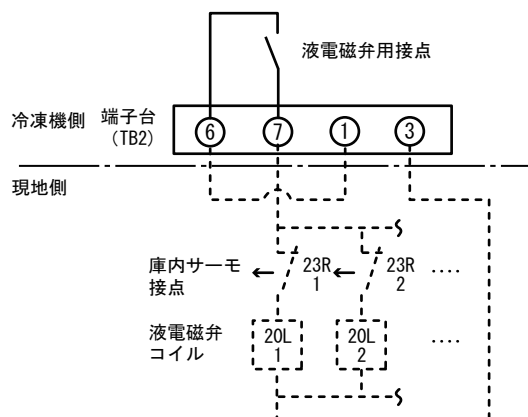 液電磁弁用接点
冷凍機側 端子台
(TB2)
6 7 1 3
現地側
庫内サーモ
接点
23R
1
23R
2
････
液電磁弁
コイル
20L
1
20L
2
････